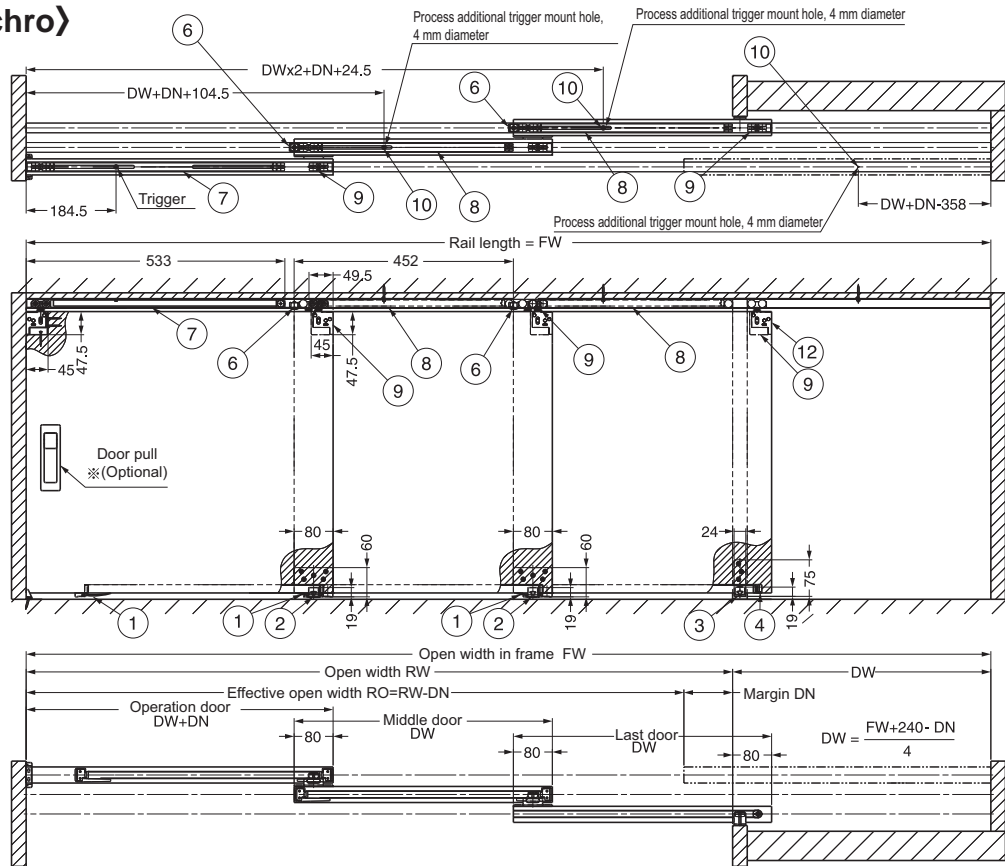 chro⟩
Process additional trigger mount hole,
4 mm diameter
Process additional trigger mount hole, 4 mm diameter
6
10
DWx2+DN+24.5
DW+DN+104.5
6
10
6
8
9
Trigger
7
9
10
8
184.5
DW+DN-358
Process additional trigger mount hole, 4 mm diameter
Rail length = FW
533
452
49.5
7
6
8
6
9
8
12
9
9
45
47.5
45
47.5
Door pull
※(Optional)
80
60
80
60
24
75
19
19
19
1
1
2
1
2
3
4
Open width in frame FW
Open width RW
DW
Effective open width RO=RW-DN
Margin DN
Operation door
DW+DN
Middle door
DW
Last door
DW
80
80
80
DW = FW+240- DN
4